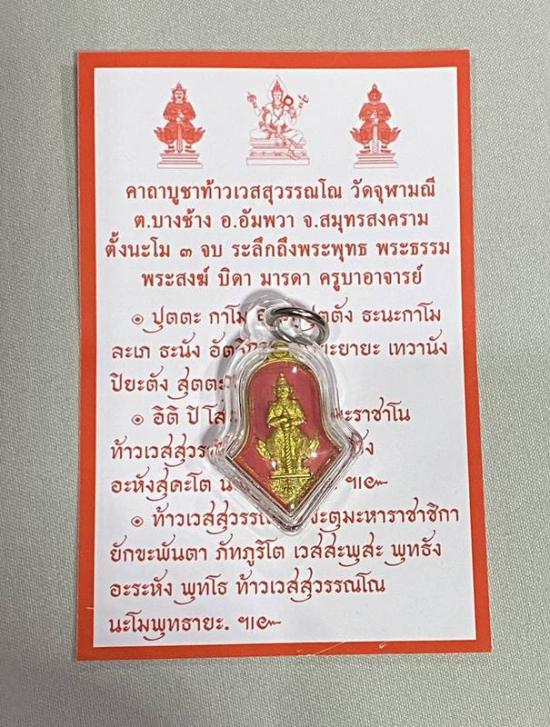 คาถาบูชาท้าวเวสสุวรรณโณ วัดจุฬามณี
ต.บางช้าง อ.อัมพวา จ.สมุทรสงคราม
ตั้งนะโม ๓ จบ ระลึกถึงพระพุทธ พระธรรม
พระสงฆ์ บิดา มารดา ครูบาอาจารย์
๏ ปุตตะ กาโม ตตัง ธนะกาโม
ละเภ ธะนัง อัตถิ ยะ เทวานัง
ปิยะตัง สุตตะ
๏ อิติ ปิ โส ะราชาโน
ท้าวเวสสุวร ัง
อะหังสุคะโต น ฯ|ะ๛
๏ ท้าวเวสสุวรรณ จะตุมะหาราชาชิกา
ยักขะพันตา ภัทภูริโต เวสสะพุสะ พุทธัง
อะระหัง พุทโธ ท้าวเวสสุวรรณโณ
นะโมพุทธายะ. ฯ|ะ๛